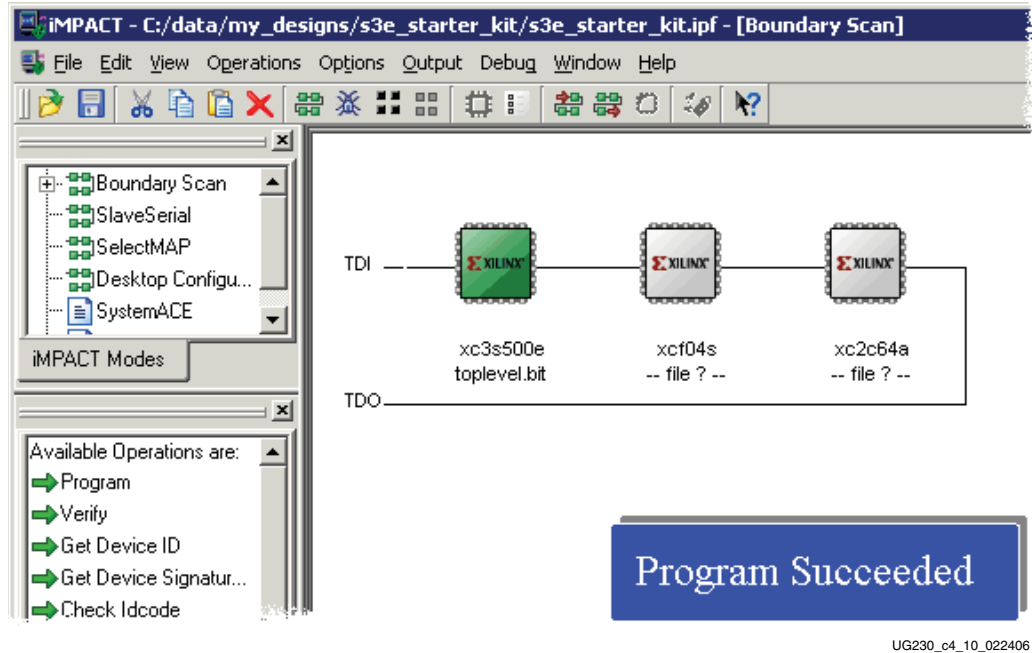 iMPACT - C:/data/my_designs/s3e_starter_kit/s3e_starter_kit.ipf - [Boundary Scan]
File Edit View Operations Options Output Debug Window Help
Boundary Scan
SlaveSerial
SelectMAP
Desktop Configu...
SystemACE
iMPACT Modes
Available Operations are:
Program
Verify
Get Device ID
Get Device Signatur...
Check Idcode
TDI
XILINX XILINX XILINX
xc3s500e xcf04s xc2c64a
toplevel.bit -- file ? -- -- file ? --
TDO
Program Succeeded
UG230_c4_10_022406